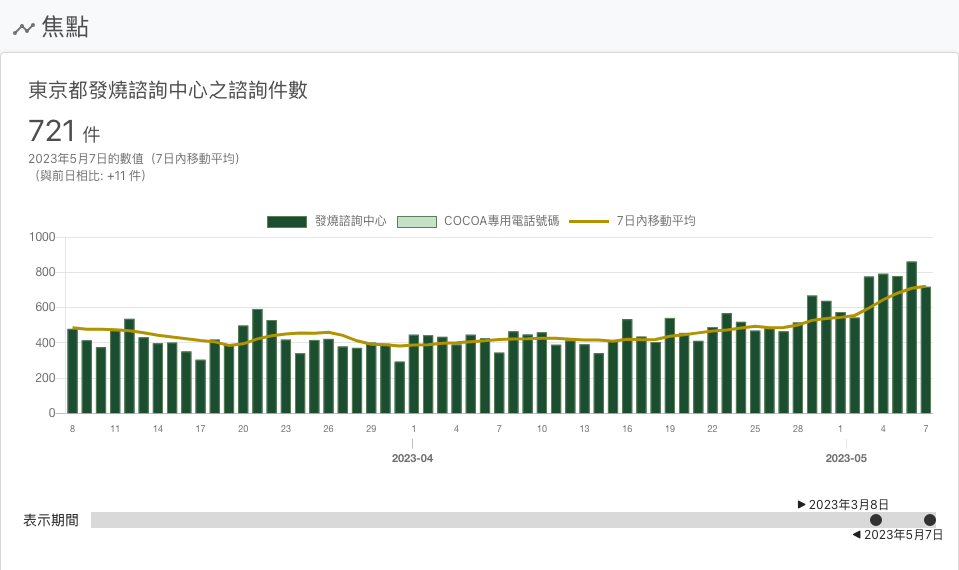 焦點
東京都發燒諮詢中心之諮詢件數
721 件
2023年5月7日的數值（7日內移動平均）
（與前日相比: +11 件）
發燒諮詢中心 COCOA專用電話號碼 7日內移動平均
1000
800
600
400
200
0
8 11 14 17 20 23 26 29 1 4 7 10 13 16 19 22 25 28 1 4 7
2023-04 2023-05
▶ 2023年3月8日
表示期間
◀ 2023年5月7日